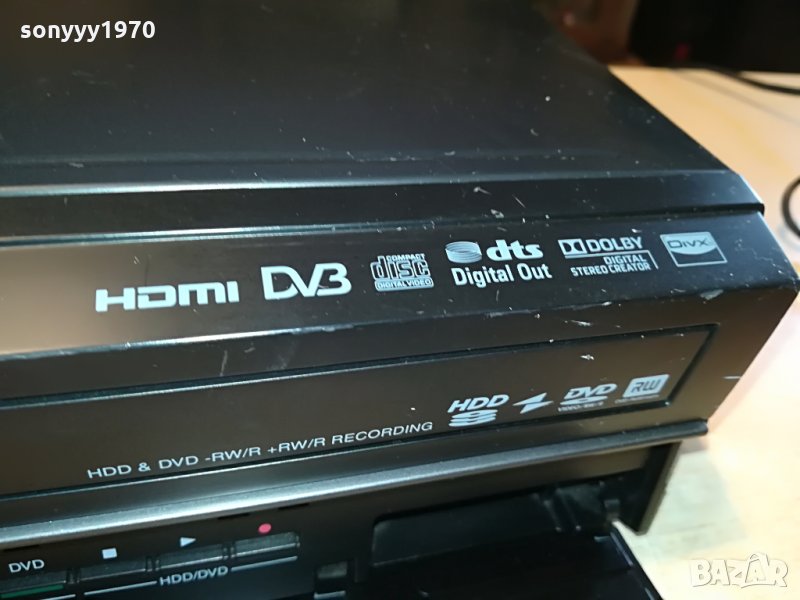 sonyyy1970
HDMI DVB COMPACT disc DIGITAL VIDEO dts Digital Out DOLBY DIGITAL STEREO CREATOR DivX
HDD & DVD -RW/R +RW/R RECORDING HDD DVD RW
DVD
HDD/DVD
BAZAR